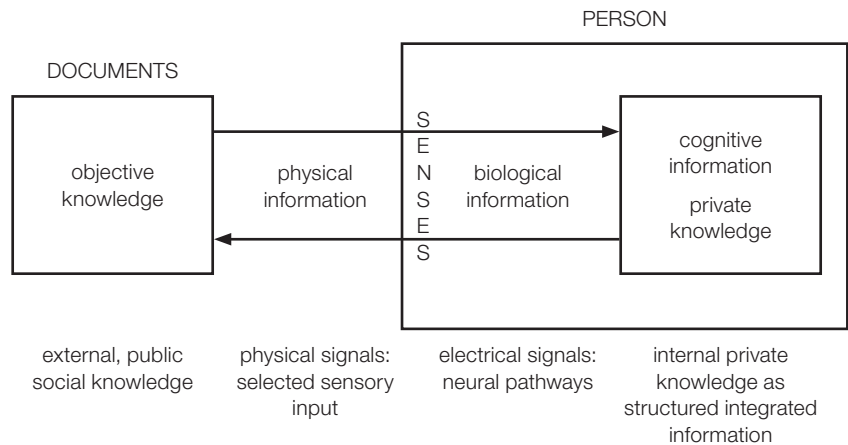 PERSON
DOCUMENTS
objective
knowledge
physical
information
SENSES
biological
information
cognitive
information
private
knowledge
external, public
social knowledge
physical signals:
selected sensory
input
electrical signals:
neural pathways
internal private
knowledge as
structured integrated
information